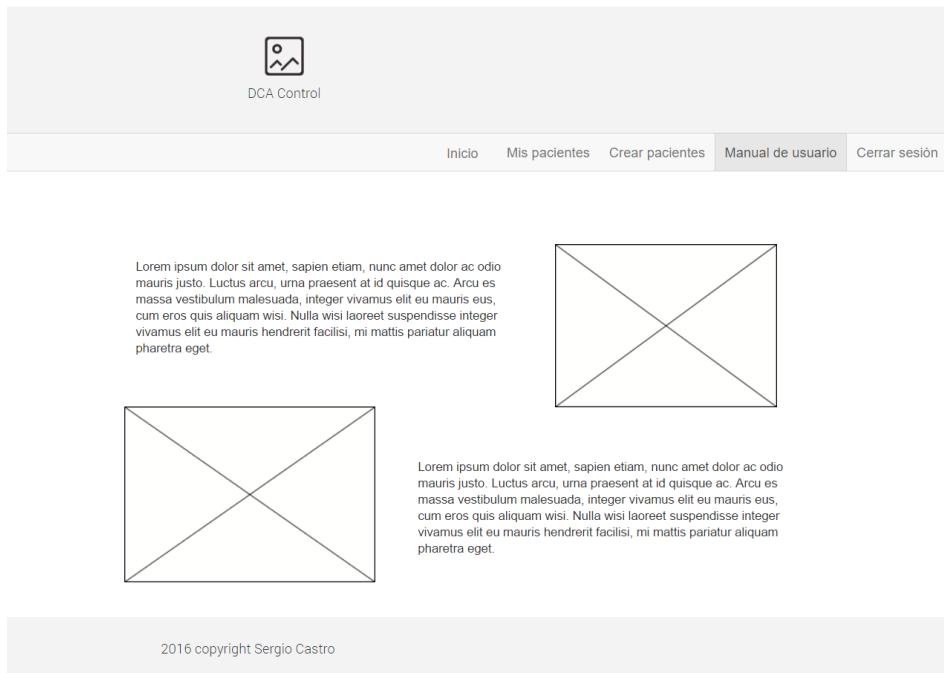 DCA Control
Inicio Mis pacientes Crear pacientes Manual de usuario Cerrar sesión
Lorem ipsum dolor sit amet, sapien etiam, nunc amet dolor ac odio
mauris justo. Luctus arcu, urna praesent at id quisque ac. Arcu es
massa vestibulum malesuada, integer vivamus elit eu mauris eus,
cum eros quis aliquam wisi. Nulla wisi laoreet suspendisse integer
vivamus elit eu mauris hendrerit facilisi, mi mattis pariatur aliquam
pharetra eget.
Lorem ipsum dolor sit amet, sapien etiam, nunc amet dolor ac odio
mauris justo. Luctus arcu, urna praesent at id quisque ac. Arcu es
massa vestibulum malesuada, integer vivamus elit eu mauris eus,
cum eros quis aliquam wisi. Nulla wisi laoreet suspendisse integer
vivamus elit eu mauris hendrerit facilisi, mi mattis pariatur aliquam
pharetra eget.
2016 copyright Sergio Castro